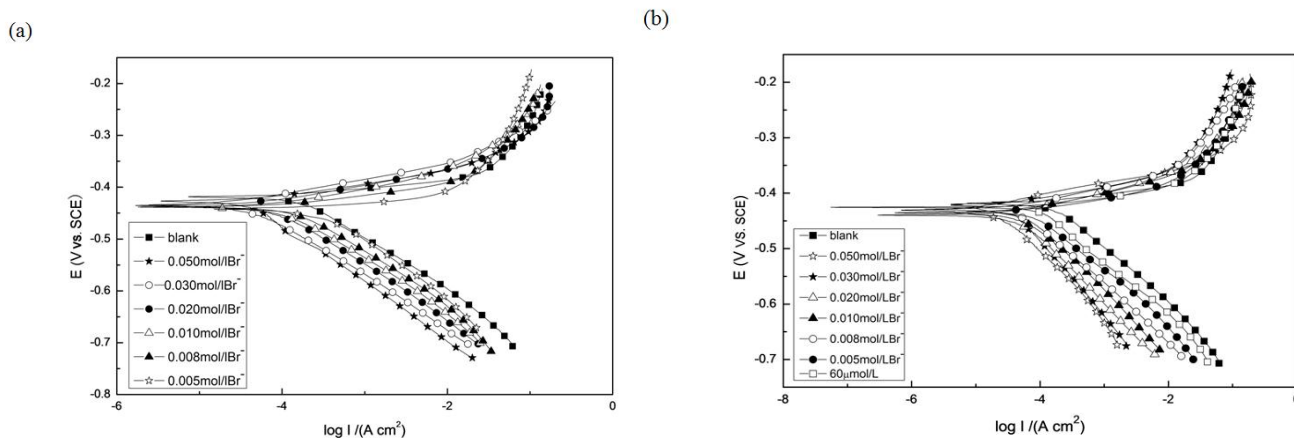 (a)
-0.2
-0.3
-0.4
-0.5
-0.6
-0.7
-0.8
E (V vs. SCE)
blank
0.050mol/lBr⁻
0.030mol/lBr⁻
0.020mol/lBr⁻
0.010mol/lBr⁻
0.008mol/lBr⁻
0.005mol/lBr⁻
-6
-4
-2
0
log I /(A cm²)
(b)
-0.2
-0.3
-0.4
-0.5
-0.6
-0.7
E (V VS. SCE)
blank
0.050mol/LBr⁻
0.030mol/LBr⁻
0.020mol/LBr⁻
0.010mol/LBr⁻
0.008mol/LBr⁻
0.005mol/LBr⁻
60μmol/L
-8
-6
-4
-2
0
log I /(A cm²)